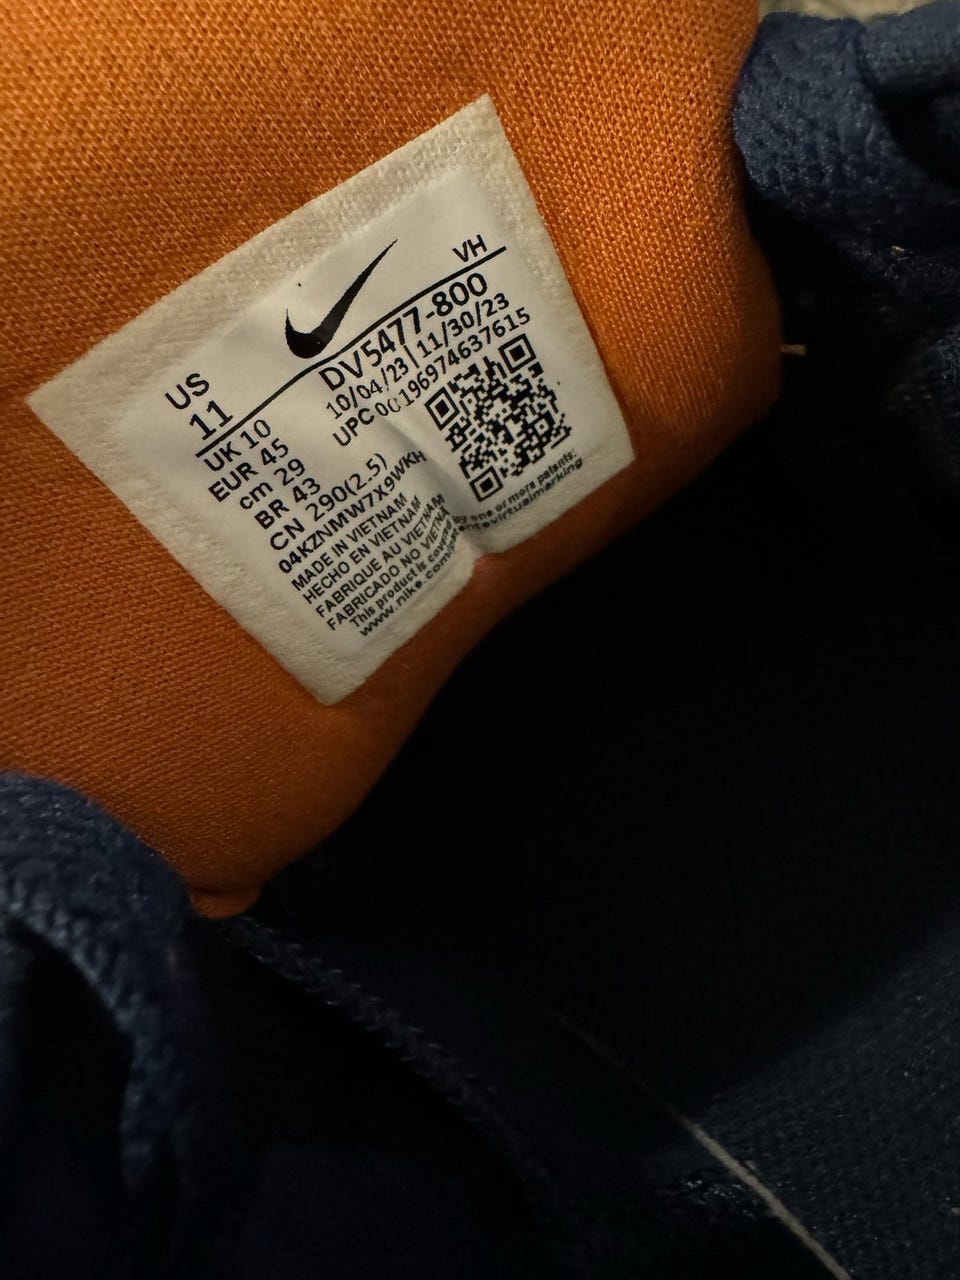 VH
US
11
DV5477-800
10/04/23|11/30/23
UPC 00196974637615
UK 10
EUR 45
cm 29
BR 43
CN 290(2.5)
04KZNMW7X9WKH
MADE IN VIETNAM
HECHO EN VIETNAM
FABRIQUE AU VIETNAM
FABRICADO NO VIETNA
This product is covered by one or more patents:
www.nike.com/patentvirtualmarking